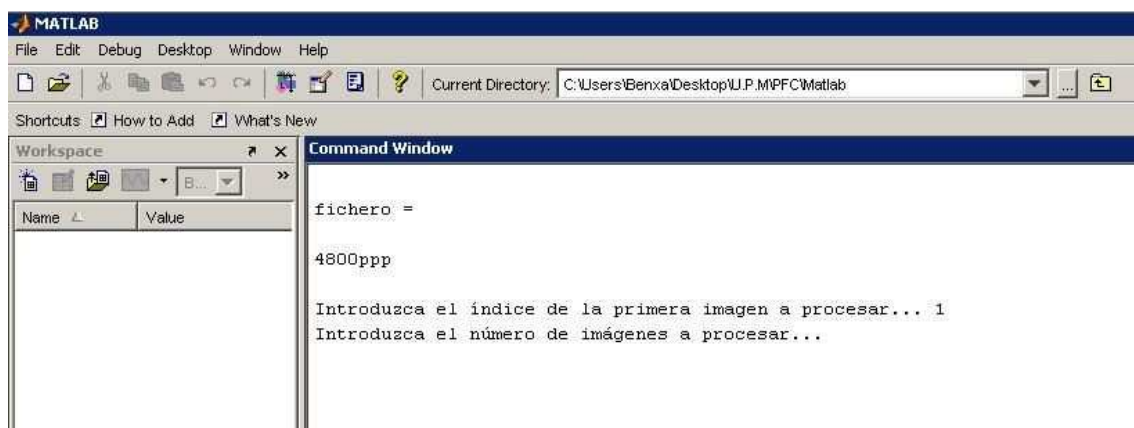 MATLAB
File Edit Debug Desktop Window Help
Current Directory: C:\Users\Benxa\Desktop\U.P.M\PFC\Matlab ...
Shortcuts How to Add What's New
Workspace
B... »
Name Value
Command Window
fichero =
4800ppp
Introduzca el índice de la primera imagen a procesar... 1
Introduzca el número de imágenes a procesar...